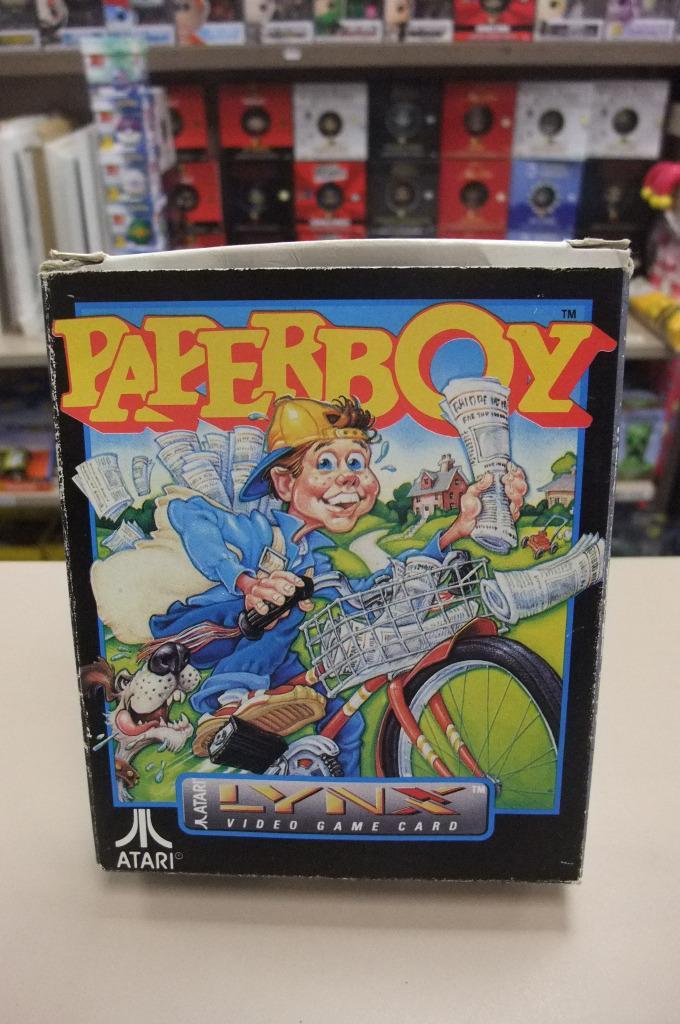 PAPERBOY
TM
ATARI
LYNX
TM
VIDEO GAME CARD
ATARI